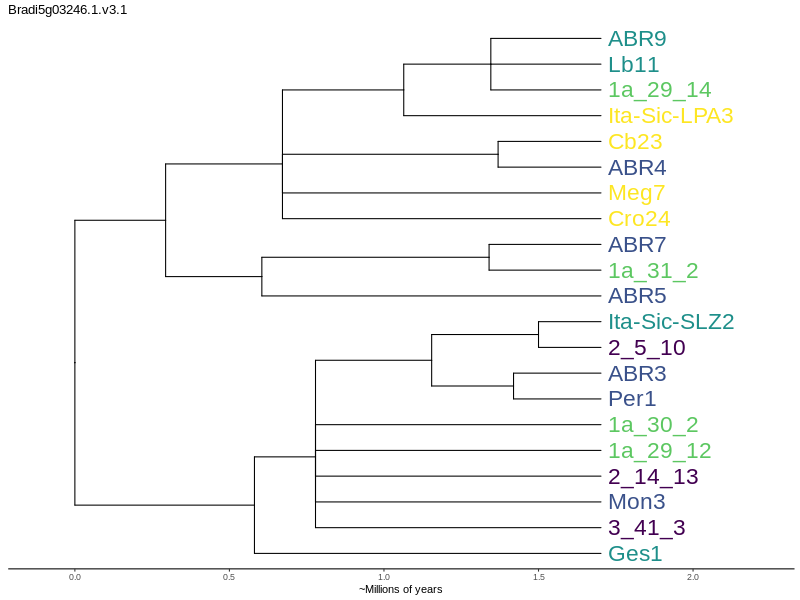 Bradi5g03246.1.v3.1
ABR9
Lb11
1a_29_14
Ita-Sic-LPA3
Cb23
ABR4
Meg7
Cro24
ABR7
1a_31_2
ABR5
Ita-Sic-SLZ2
2_5_10
ABR3
Per1
1a_30_2
1a_29_12
2_14_13
Mon3
3_41_3
Ges1
0.0 0.5 1.0 1.5 2.0
~Millions of years